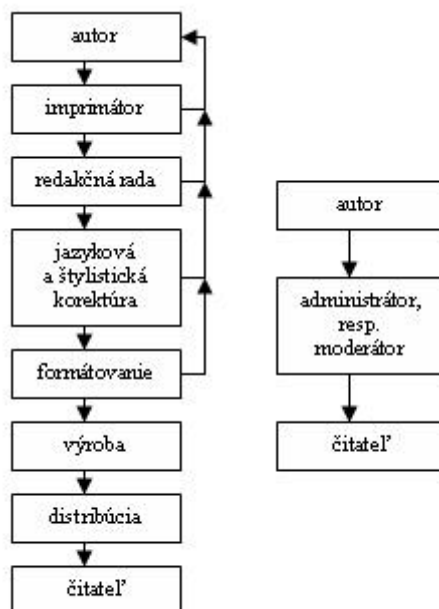 autor
imprimátor
redakčná rada
jazyková
a štylistická
korektúra
formátovanie
výroba
distribúcia
čitateľ
autor
administrátor,
resp.
moderátor
čitateľ